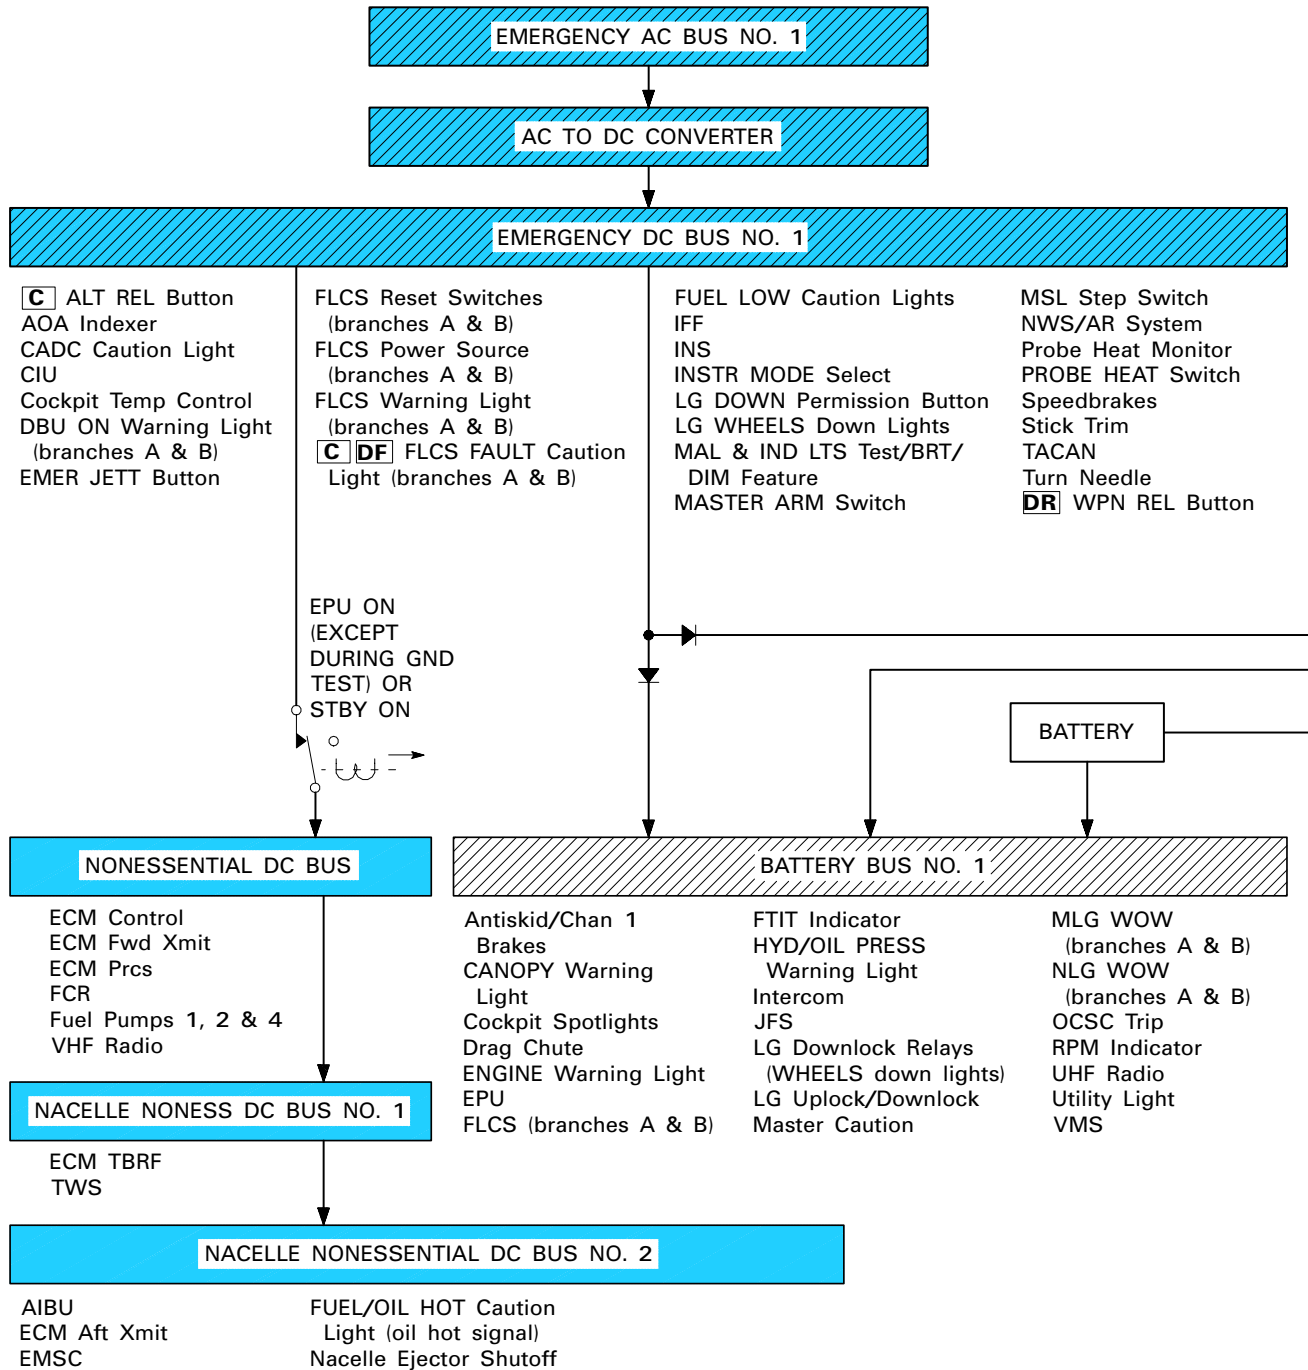 EMERGENCY AC BUS NO. 1
AC TO DC CONVERTER
EMERGENCY DC BUS NO. 1
C ALT REL Button
AOA Indexer
CADC Caution Light
CIU
Cockpit Temp Control
DBU ON Warning Light
(branches A & B)
EMER JETT Button
FLCS Reset Switches
(branches A & B)
FLCS Power Source
(branches A & B)
FLCS Warning Light
(branches A & B)
C DF FLCS FAULT Caution
Light (branches A & B)
FUEL LOW Caution Lights
IFF
INS
INSTR MODE Select
LG DOWN Permission Button
LG WHEELS Down Lights
MAL & IND LTS Test/BRT/
DIM Feature
MASTER ARM Switch
MSL Step Switch
NWS/AR System
Probe Heat Monitor
PROBE HEAT Switch
Speedbrakes
Stick Trim
TACAN
Turn Needle
DR WPN REL Button
EPU ON
(EXCEPT
DURING GND
TEST) OR
STBY ON
BATTERY
NONESSENTIAL DC BUS
ECM Control
ECM Fwd Xmit
ECM Prcs
FCR
Fuel Pumps 1, 2 & 4
VHF Radio
BATTERY BUS NO. 1
Antiskid/Chan 1
Brakes
CANOPY Warning
Light
Cockpit Spotlights
Drag Chute
ENGINE Warning Light
EPU
FLCS (branches A & B)
FTIT Indicator
HYD/OIL PRESS
Warning Light
Intercom
JFS
LG Downlock Relays
(WHEELS down lights)
LG Uplock/Downlock
Master Caution
MLG WOW
(branches A & B)
NLG WOW
(branches A & B)
OCSC Trip
RPM Indicator
UHF Radio
Utility Light
VMS
NACELLE NONESS DC BUS NO. 1
ECM TBRF
TWS
NACELLE NONESSENTIAL DC BUS NO. 2
AIBU
ECM Aft Xmit
EMSC
FUEL/OIL HOT Caution
Light (oil hot signal)
Nacelle Ejector Shutoff